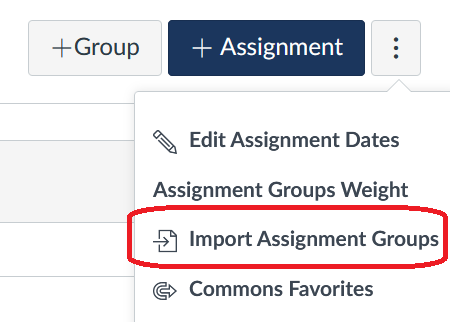 +Group + Assignment
Edit Assignment Dates
Assignment Groups Weight
Import Assignment Groups
Commons Favorites